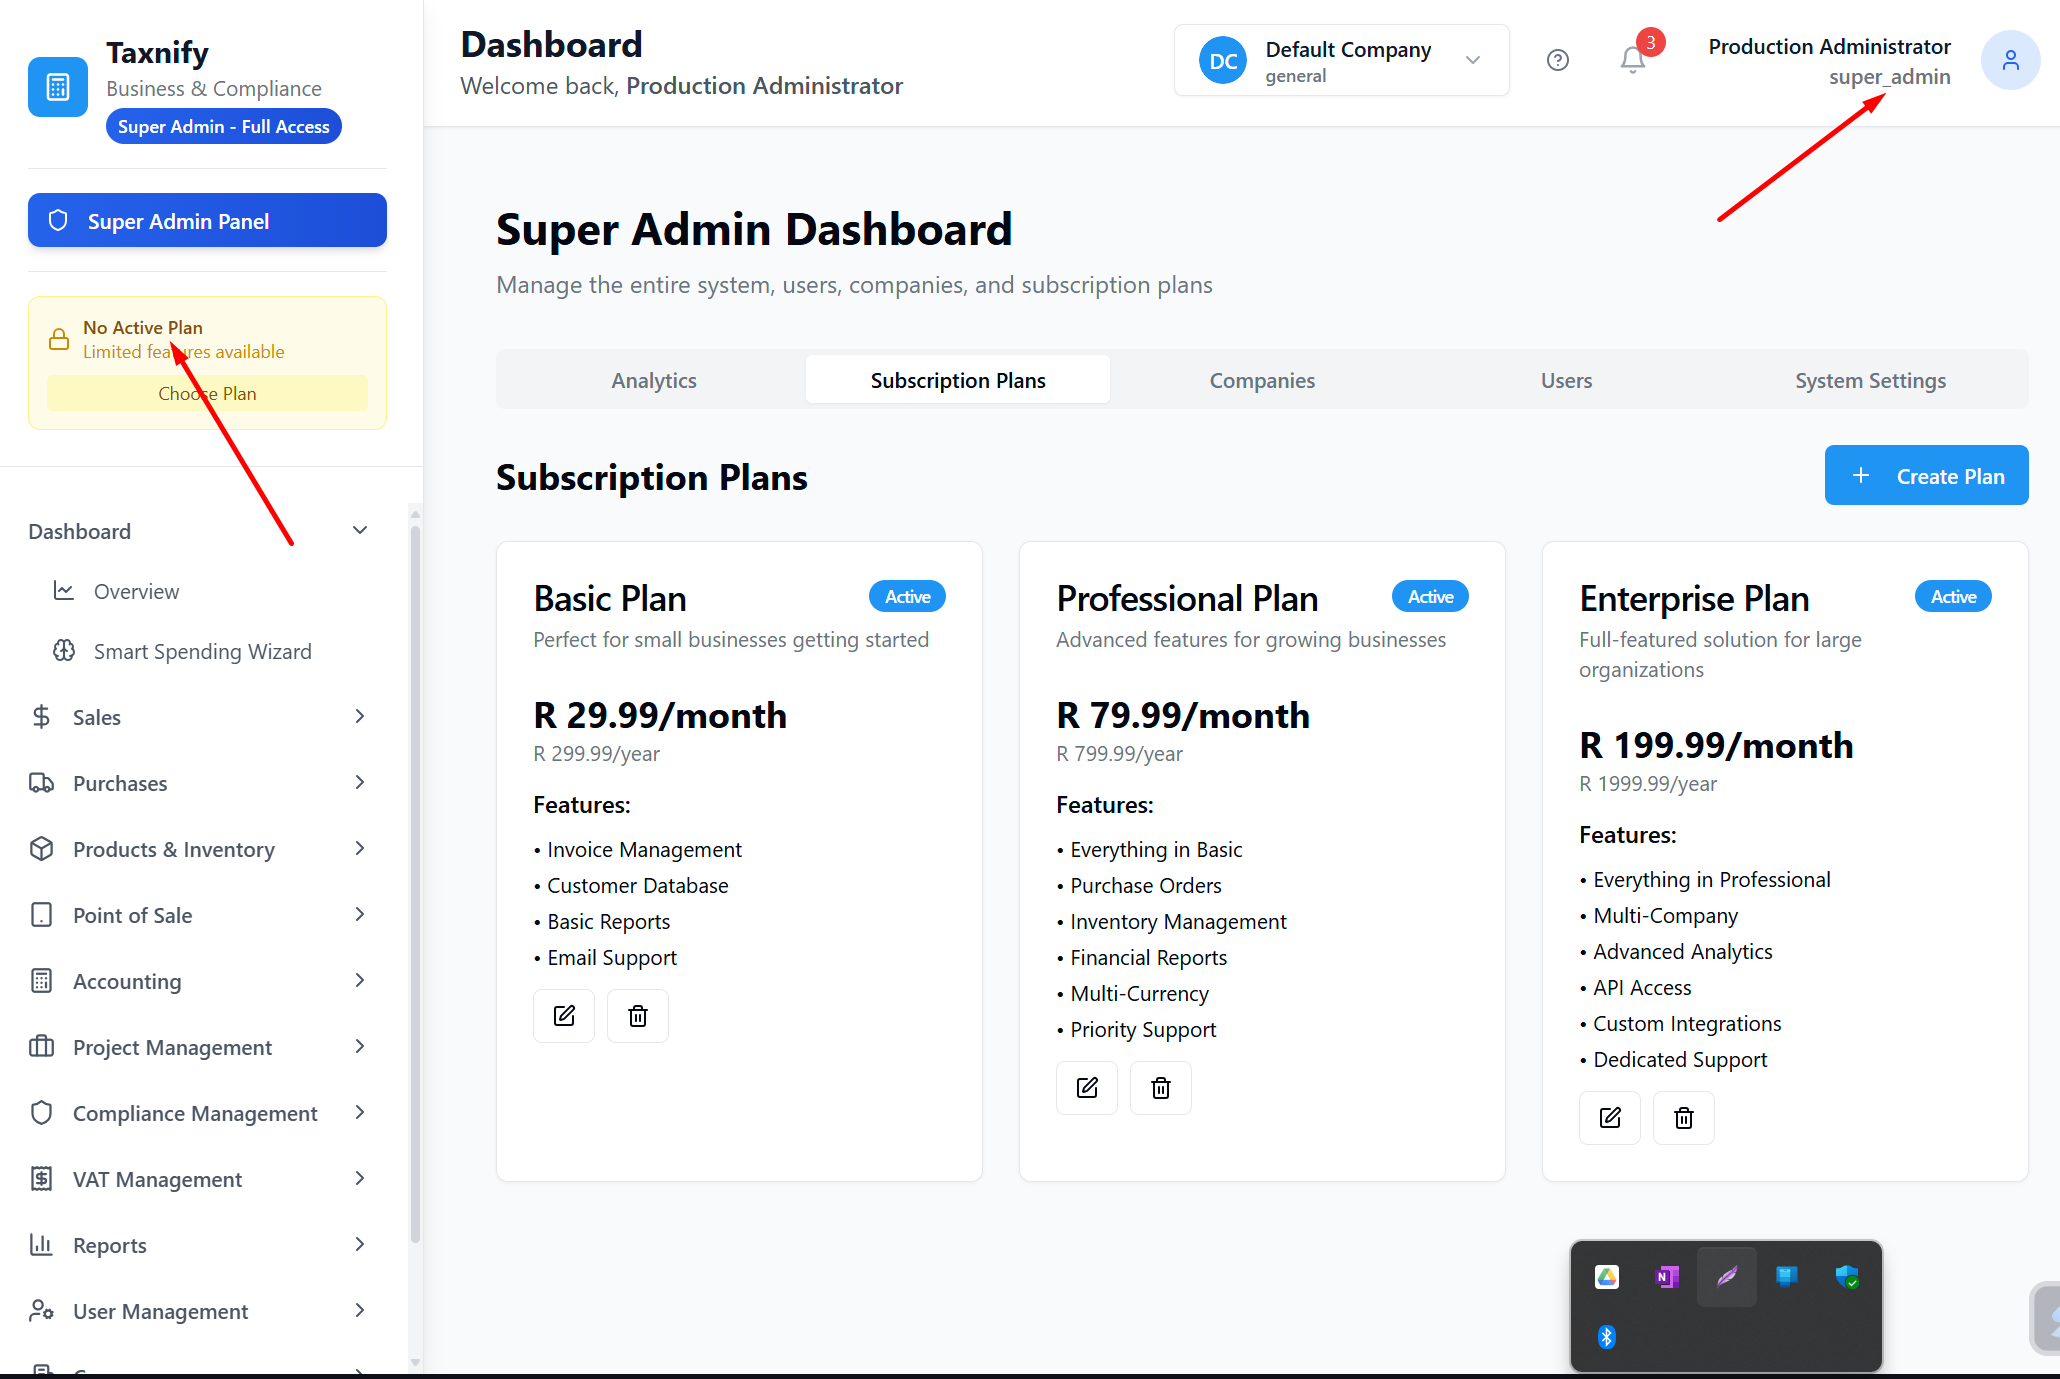 Taxnify
Business & Compliance
Super Admin - Full Access
Super Admin Panel
No Active Plan
Limited features available
Choose Plan
Dashboard
Overview
Smart Spending Wizard
Sales
Purchases
Products & Inventory
Point of Sale
Accounting
Project Management
Compliance Management
VAT Management
Reports
User Management
Dashboard
Welcome back, Production Administrator
DC
Default Company
general
3
Production Administrator
super_admin
Super Admin Dashboard
Manage the entire system, users, companies, and subscription plans
Analytics
Subscription Plans
Companies
Users
System Settings
Subscription Plans
+ Create Plan
Basic Plan
Active
Perfect for small businesses getting started
R 29.99/month
R 299.99/year
Features:
• Invoice Management
• Customer Database
• Basic Reports
• Email Support
Professional Plan
Active
Advanced features for growing businesses
R 79.99/month
R 799.99/year
Features:
• Everything in Basic
• Purchase Orders
• Inventory Management
• Financial Reports
• Multi-Currency
• Priority Support
Enterprise Plan
Active
Full-featured solution for large
organizations
R 199.99/month
R 1999.99/year
Features:
• Everything in Professional
• Multi-Company
• Advanced Analytics
• API Access
• Custom Integrations
• Dedicated Support
N